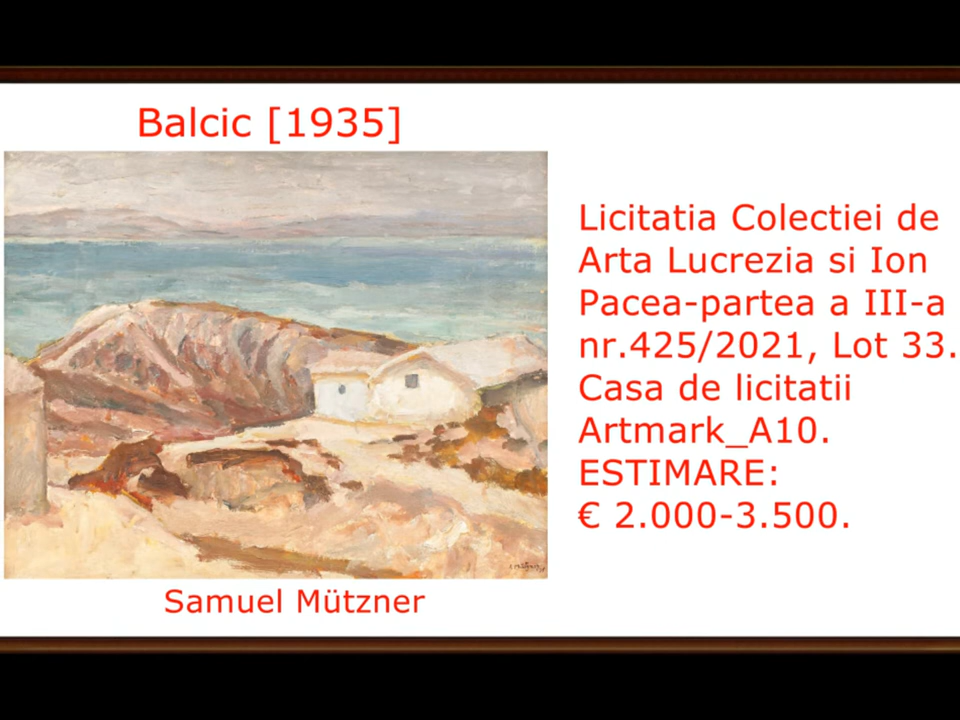 Balcic [1935]
Licitatia Colectiei de
Arta Lucrezia si Ion
Pacea-partea a III-a
nr.425/2021, Lot 33.
Casa de licitatii
Artmark_A10.
ESTIMARE:
€ 2.000-3.500.
Samuel Mützner